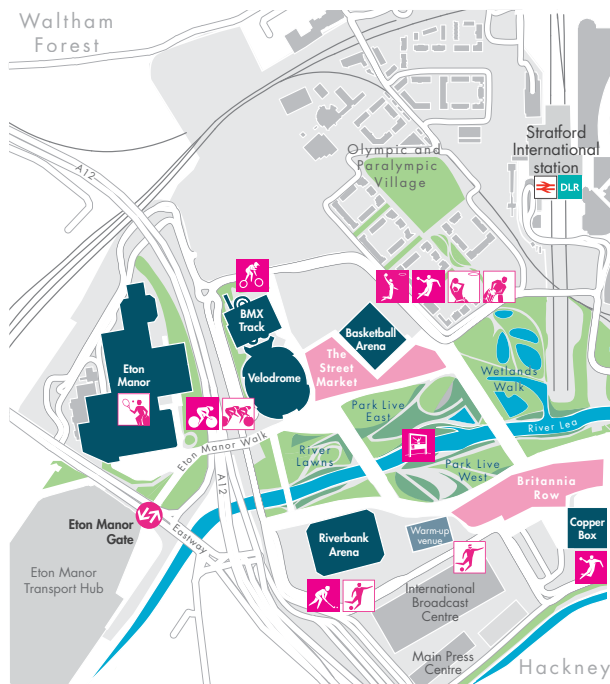 Waltham
Forest
Stratford
International
station
DLR
Olympic and
Paralympic
Village
A12
BMX
Track
Basketball
Arena
The
Street
Market
Eton
Manor
Velodrome
Wetlands
Walk
Park Live
East
River Lea
Eton Manor Walk
River
Lawns
Park Live
West
Britannia
Row
A12
Eton Manor
Gate
Eastway
Riverbank
Arena
Warm-up
venue
Copper
Box
Eton Manor
Transport Hub
International
Broadcast
Centre
Main Press
Centre
Hackney